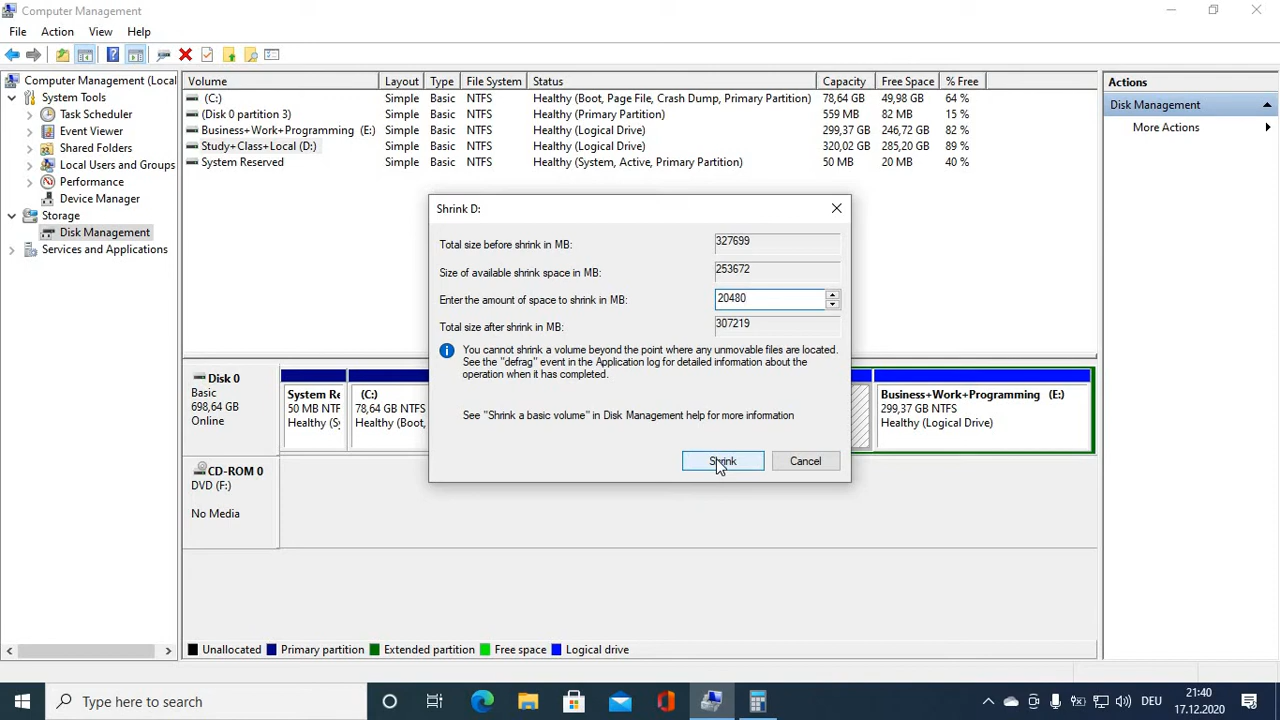 Computer Management
File Action View Help
Computer Management (Local
System Tools
Task Scheduler
Event Viewer
Shared Folders
Local Users and Groups
Performance
Device Manager
Storage
Disk Management
Services and Applications
Volume Layout Type File System Status Capacity Free Space % Free
(C:) Simple Basic NTFS Healthy (Boot, Page File, Crash Dump, Primary Partition) 78,64 GB 49,98 GB 64 %
(Disk 0 partition 3) Simple Basic NTFS Healthy (Primary Partition) 559 MB 82 MB 15 %
Business+Work+Programming (E:) Simple Basic NTFS Healthy (Logical Drive) 299,37 GB 246,72 GB 82 %
Study+Class+Local (D:) Simple Basic NTFS Healthy (Logical Drive) 320,02 GB 285,20 GB 89 %
System Reserved Simple Basic NTFS Healthy (System, Active, Primary Partition) 50 MB 20 MB 40 %
Actions
Disk Management
More Actions
Shrink D:
Total size before shrink in MB: 327699
Size of available shrink space in MB: 253672
Enter the amount of space to shrink in MB: 20480
Total size after shrink in MB: 307219
You cannot shrink a volume beyond the point where any unmovable files are located.
See the "defrag" event in the Application log for detailed information about the
operation when it has completed.
See "Shrink a basic volume" in Disk Management help for more information
Shrink Cancel
Disk 0
Basic
698,64 GB
Online
System Re
50 MB NTFS
Healthy (Sy
(C:)
78,64 GB NTFS
Healthy (Boot,
Business+Work+Programming (E:)
299,37 GB NTFS
Healthy (Logical Drive)
CD-ROM 0
DVD (F:)
No Media
Unallocated Primary partition Extended partition Free space Logical drive
Type here to search
DEU
21:40
17.12.2020